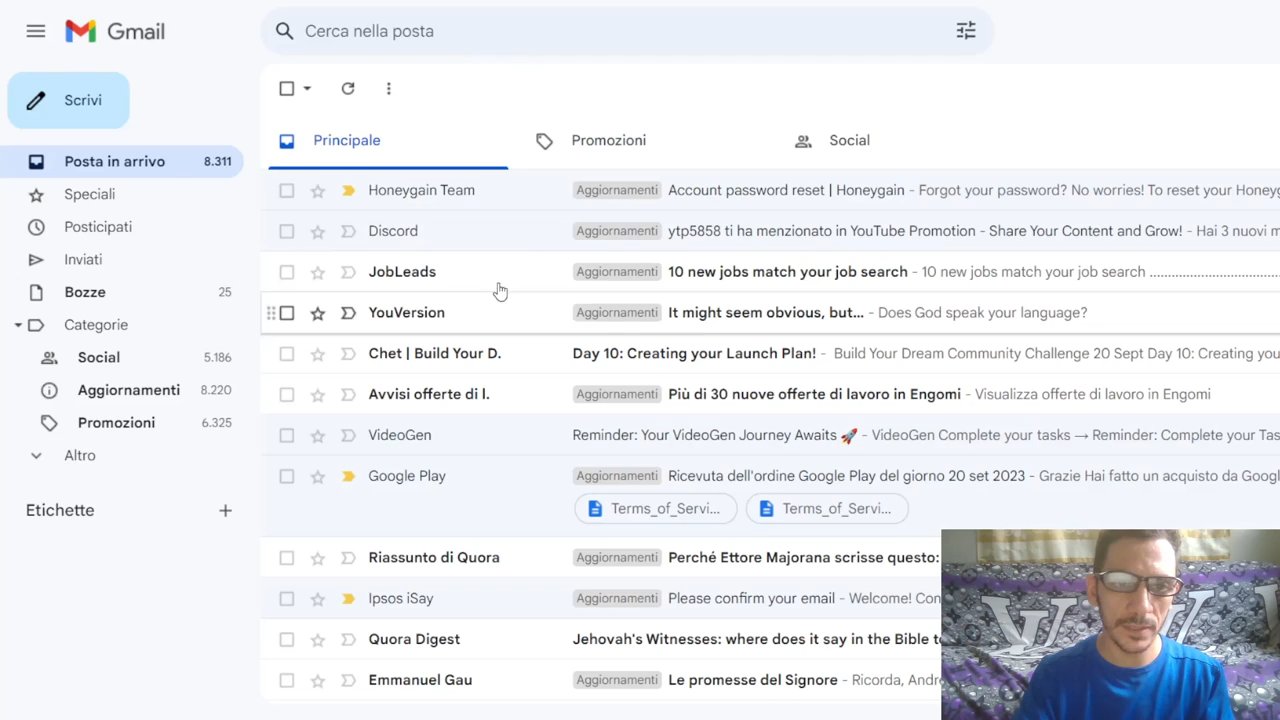 Gmail
Cerca nella posta
Scrivi
Principale
Promozioni
Social
Posta in arrivo 8.311
Speciali
Posticipati
Inviati
Bozze 25
Categorie
Social 5.186
Aggiornamenti 8.220
Promozioni 6.325
Altro
Etichette
Honeygain Team Aggiornamenti Account password reset | Honeygain - Forgot your password? No worries! To reset your Honeyg
Discord Aggiornamenti ytp5858 ti ha menzionato in YouTube Promotion - Share Your Content and Grow! - Hai 3 nuovi m
JobLeads Aggiornamenti 10 new jobs match your job search - 10 new jobs match your job search ........................
YouVersion Aggiornamenti It might seem obvious, but... - Does God speak your language?
Chet | Build Your D. Day 10: Creating your Launch Plan! - Build Your Dream Community Challenge 20 Sept Day 10: Creating y
Avvisi offerte di l. Aggiornamenti Più di 30 nuove offerte di lavoro in Engomi - Visualizza offerte di lavoro in Engomi
VideoGen Reminder: Your VideoGen Journey Awaits 🚀 - VideoGen Complete your tasks → Reminder: Complete your Tas
Google Play Aggiornamenti Ricevuta dell'ordine Google Play del giorno 20 set 2023 - Grazie Hai fatto un acquisto da Googl
Terms_of_Servi... Terms_of_Servi...
Riassunto di Quora Aggiornamenti Perché Ettore Majorana scrisse questo:
Ipsos iSay Aggiornamenti Please confirm your email - Welcome! Con
Quora Digest Jehovah's Witnesses: where does it say in the Bible to
Emmanuel Gau Aggiornamenti Le promesse del Signore - Ricorda, Andr